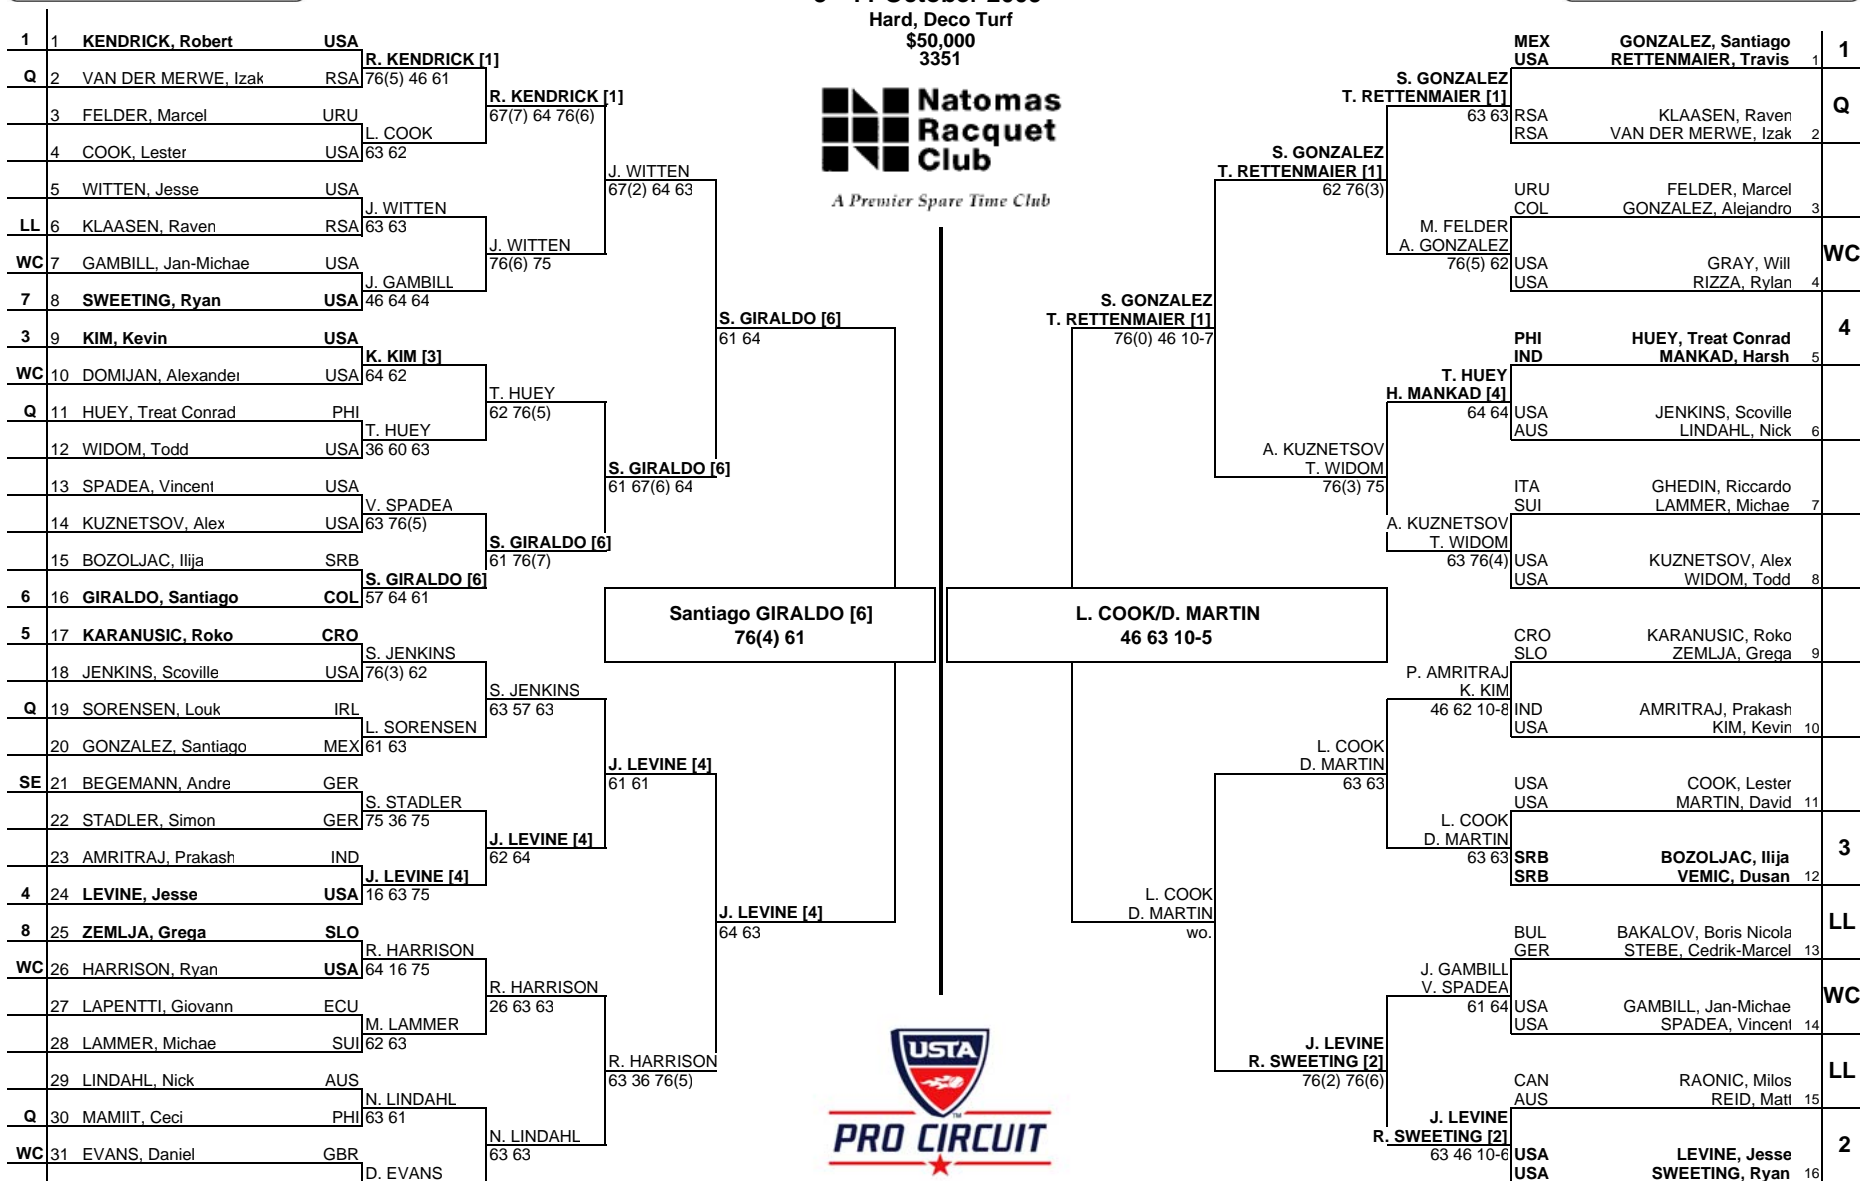 Hard, Deco Turf
$50,000
3351
Natomas
Racquet
Club
A Premier Spare Time Club
1 1 KENDRICK, Robert USA
R. KENDRICK [1]
Q 2 VAN DER MERWE, Izak RSA 76(5) 46 61
R. KENDRICK [1]
3 FELDER, Marcel URU 67(7) 64 76(6)
L. COOK
4 COOK, Lester USA 63 62
J. WITTEN
5 WITTEN, Jesse USA 67(2) 64 63
J. WITTEN
LL 6 KLAASEN, Raven RSA 63 63
J. WITTEN
WC 7 GAMBILL, Jan-Michae USA 76(6) 75
J. GAMBILL
7 8 SWEETING, Ryan USA 46 64 64
S. GIRALDO [6]
3 9 KIM, Kevin USA 61 64
K. KIM [3]
WC 10 DOMIJAN, Alexander USA 64 62
T. HUEY
Q 11 HUEY, Treat Conrad PHI 62 76(5)
T. HUEY
12 WIDOM, Todd USA 36 60 63
S. GIRALDO [6]
13 SPADEA, Vincent USA 61 67(6) 64
V. SPADEA
14 KUZNETSOV, Alex USA 63 76(5)
S. GIRALDO [6]
15 BOZOLJAC, Ilija SRB 61 76(7)
S. GIRALDO [6]
6 16 GIRALDO, Santiago COL 57 64 61
Santiago GIRALDO [6]
76(4) 61
5 17 KARANUSIC, Roko CRO
S. JENKINS
18 JENKINS, Scoville USA 76(3) 62
S. JENKINS
Q 19 SORENSEN, Louk IRL 63 57 63
L. SORENSEN
20 GONZALEZ, Santiago MEX 61 63
J. LEVINE [4]
SE 21 BEGEMANN, Andre GER 61 61
S. STADLER
22 STADLER, Simon GER 75 36 75
J. LEVINE [4]
23 AMRITRAJ, Prakash IND 62 64
J. LEVINE [4]
4 24 LEVINE, Jesse USA 16 63 75
J. LEVINE [4]
8 25 ZEMLJA, Grega SLO 64 63
R. HARRISON
WC 26 HARRISON, Ryan USA 64 16 75
R. HARRISON
27 LAPENTTI, Giovann ECU 26 63 63
M. LAMMER
28 LAMMER, Michae SUI 62 63
R. HARRISON
29 LINDAHL, Nick AUS 63 36 76(5)
N. LINDAHL
Q 30 MAMIIT, Ceci PHI 63 61
N. LINDAHL
WC 31 EVANS, Daniel GBR 63 63
D. EVANS
MEX GONZALEZ, Santiago
USA RETTENMAIER, Travis 1 1
S. GONZALEZ
T. RETTENMAIER [1]
63 63 RSA KLAASEN, Raven Q
RSA VAN DER MERWE, Izak 2
S. GONZALEZ
T. RETTENMAIER [1]
62 76(3)
URU FELDER, Marcel
COL GONZALEZ, Alejandro 3
M. FELDER
A. GONZALEZ
76(5) 62 USA GRAY, Will WC
USA RIZZA, Rylan 4
S. GONZALEZ
T. RETTENMAIER [1]
76(0) 46 10-7
PHI HUEY, Treat Conrad 4
IND MANKAD, Harsh 5
T. HUEY
H. MANKAD [4]
64 64 USA JENKINS, Scoville
AUS LINDAHL, Nick 6
A. KUZNETSOV
T. WIDOM
76(3) 75
ITA GHEDIN, Riccardo
SUI LAMMER, Michae 7
A. KUZNETSOV
T. WIDOM
63 76(4) USA KUZNETSOV, Alex
USA WIDOM, Todd 8
L. COOK/D. MARTIN
46 63 10-5
CRO KARANUSIC, Roko
SLO ZEMLJA, Grega 9
P. AMRITRAJ
K. KIM
46 62 10-8 IND AMRITRAJ, Prakash
USA KIM, Kevin 10
L. COOK
D. MARTIN
63 63
USA COOK, Lester
USA MARTIN, David 11
L. COOK
D. MARTIN
63 63 SRB BOZOLJAC, Ilija 3
SRB VEMIC, Dusan 12
L. COOK
D. MARTIN
wo.
BUL BAKALOV, Boris Nicola LL
GER STEBE, Cedrik-Marcel 13
J. GAMBILL
V. SPADEA
61 64 USA GAMBILL, Jan-Michae WC
USA SPADEA, Vincent 14
J. LEVINE
R. SWEETING [2]
76(2) 76(6)
CAN RAONIC, Milos LL
AUS REID, Matt 15
J. LEVINE
R. SWEETING [2]
63 46 10-6 USA LEVINE, Jesse 2
USA SWEETING, Ryan 16
USTA
PRO CIRCUIT